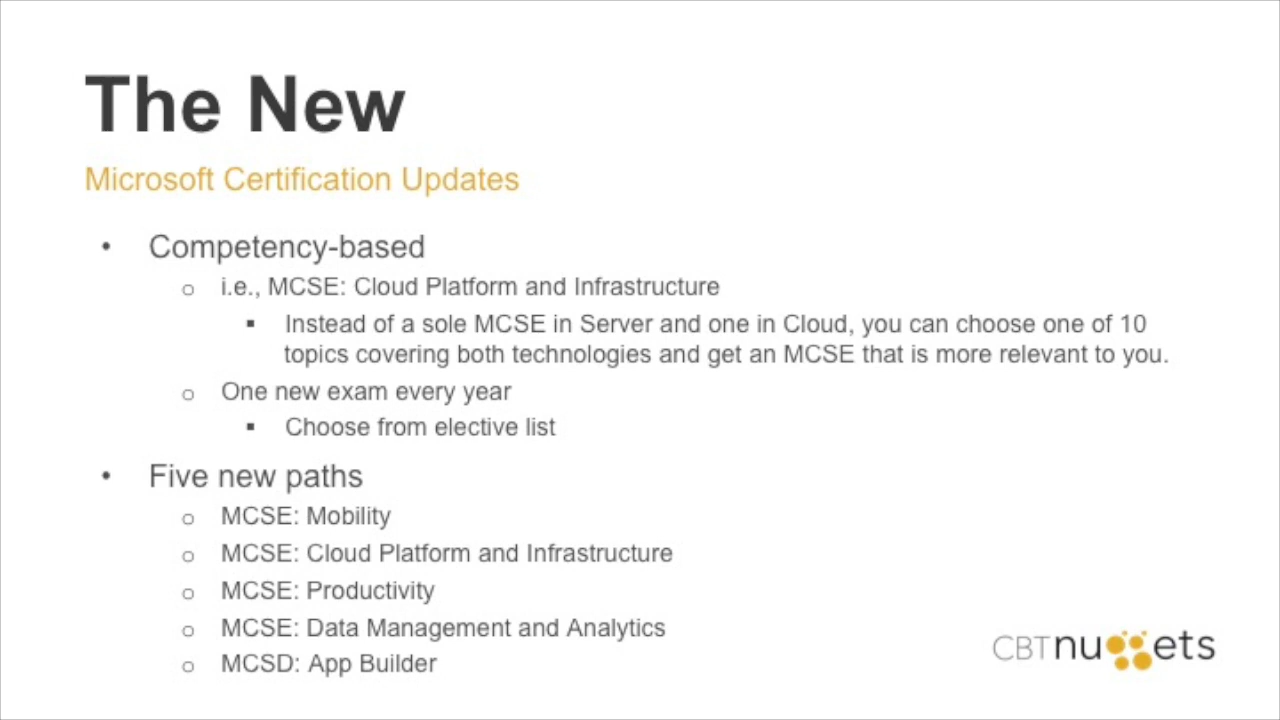 The New
Microsoft Certification Updates
• Competency-based
o i.e., MCSE: Cloud Platform and Infrastructure
▪ Instead of a sole MCSE in Server and one in Cloud, you can choose one of 10
topics covering both technologies and get an MCSE that is more relevant to you.
o One new exam every year
▪ Choose from elective list
• Five new paths
o MCSE: Mobility
o MCSE: Cloud Platform and Infrastructure
o MCSE: Productivity
o MCSE: Data Management and Analytics
o MCSD: App Builder
CBTnuggets